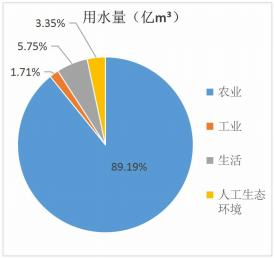 用水量（亿m³）
3.35%
5.75%
1.71%
89.19%
农业
工业
生活
人工生态
环境